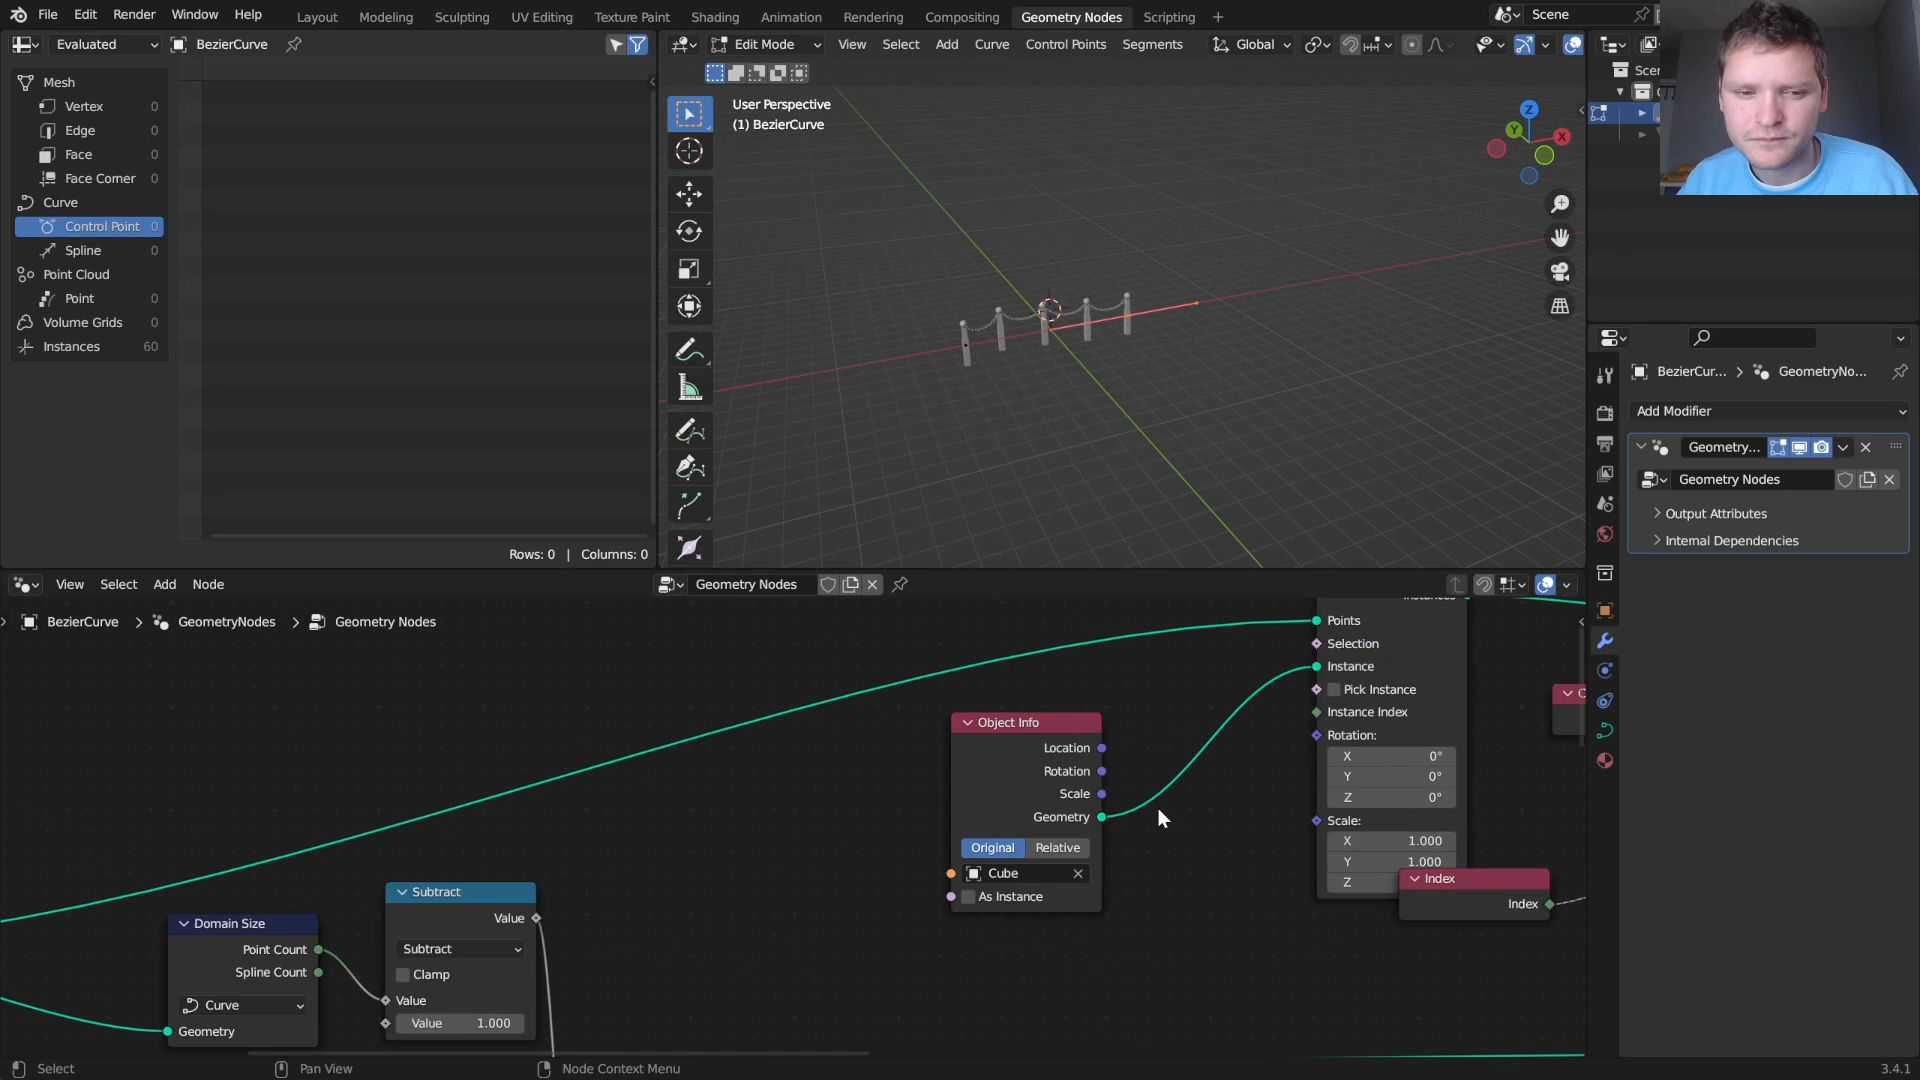 File Edit Render Window Help
Layout Modeling Sculpting UV Editing Texture Paint Shading Animation Rendering Compositing Geometry Nodes Scripting +
Scene
Evaluated BezierCurve
Edit Mode View Select Add Curve Control Points Segments Global
Mesh
Vertex 0
Edge 0
Face 0
Face Corner 0
Curve
Control Point 0
Spline 0
Point Cloud
Point 0
Volume Grids
Instances 60
Rows: 0 | Columns: 0
User Perspective
(1) BezierCurve
Z
Y
X
BezierCur... > GeometryNo...
Add Modifier
Geometry...
Geometry Nodes
Output Attributes
Internal Dependencies
View Select Add Node
Geometry Nodes
BezierCurve > GeometryNodes > Geometry Nodes
Points
Selection
Instance
Pick Instance
Instance Index
Rotation:
X 0°
Y 0°
Z 0°
Scale:
X 1.000
Y 1.000
Z
Index
Index
Object Info
Location
Rotation
Scale
Geometry
Original Relative
Cube
As Instance
Subtract
Value
Subtract
Clamp
Value
Value 1.000
Domain Size
Point Count
Spline Count
Curve
Geometry
Select Pan View Node Context Menu
3.4.1